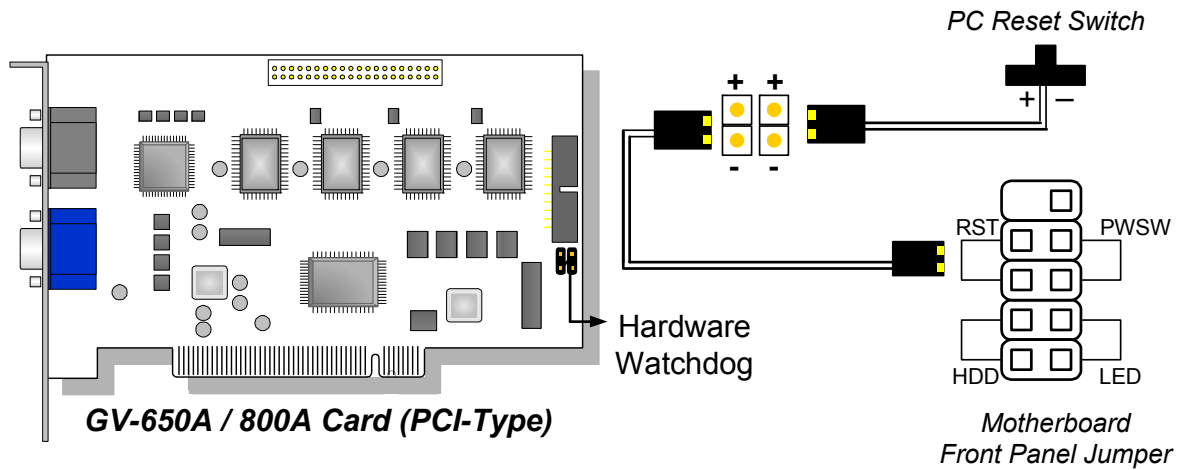 PC Reset Switch
+ +
+ –
- -
RST PWSW
Hardware
Watchdog
HDD LED
GV-650A / 800A Card (PCI-Type)
Motherboard
Front Panel Jumper